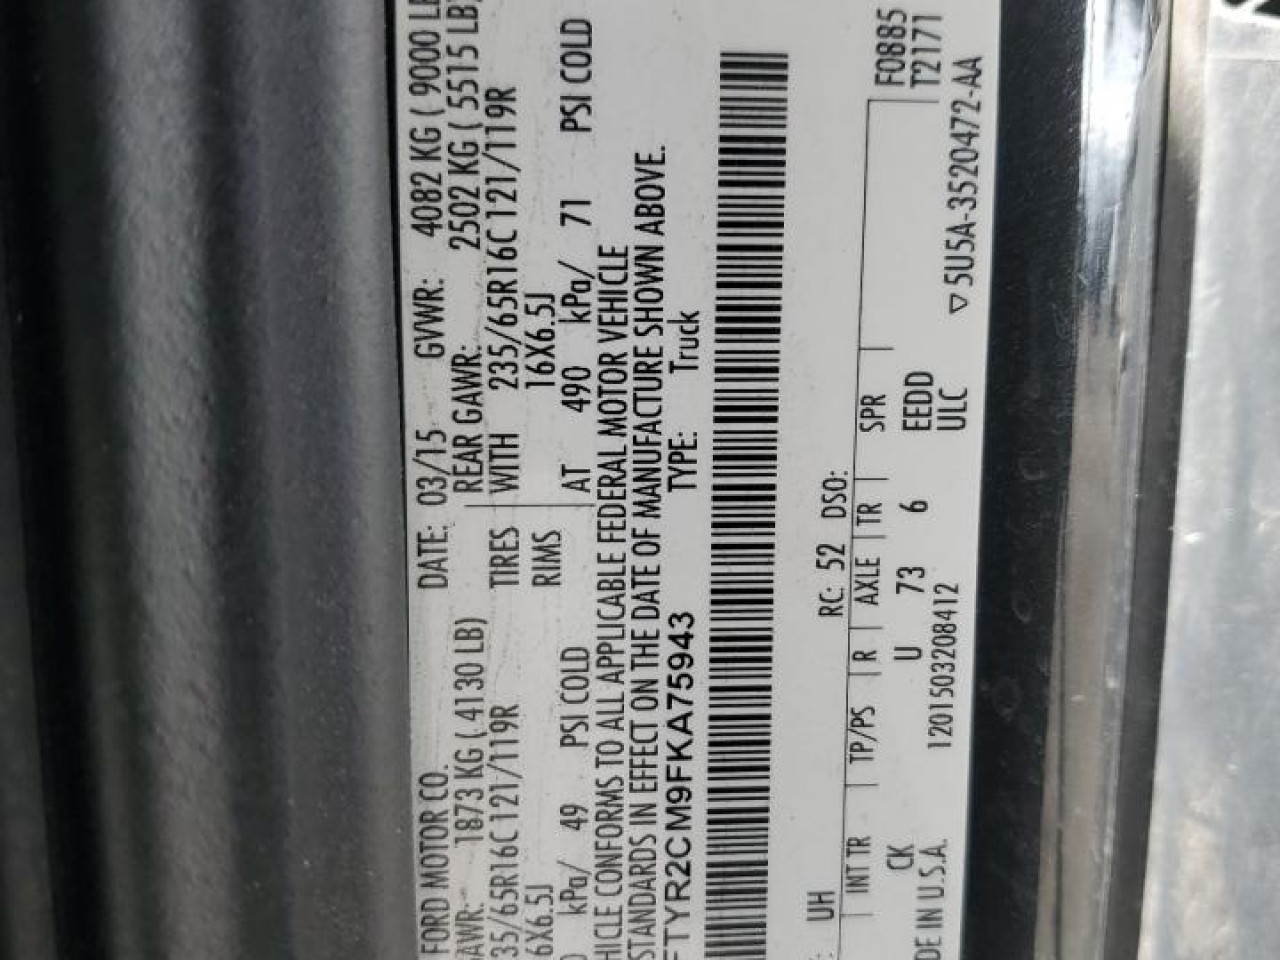 FORD MOTOR CO. DATE: 03/15 GVWR: 4082 KG ( 9000 LB
1873 KG ( 4130 LB) REAR GAWR: 2502 KG ( 5515 LB)
35/65R16C 121/119R TIRES WITH 235/65R16C 121/119R
6X6.5J RIMS 16X6.5J
kPa/ 49 PSI COLD AT 490 kPa/ 71 PSI COLD
HICLE CONFORMS TO ALL APPLICABLE FEDERAL MOTOR VEHICLE
STANDARDS IN EFFECT ON THE DATE OF MANUFACTURE SHOWN ABOVE.
FTYR2CM9FKA75943 TYPE: Truck
UH RC: 52 DSO:
INT TR TP/PS R AXLE TR SPR F0885
CK U 73 6 EEDD T2171
DE IN U.S.A. 1201503208412 ULC
▽5U5A-3520472-AA